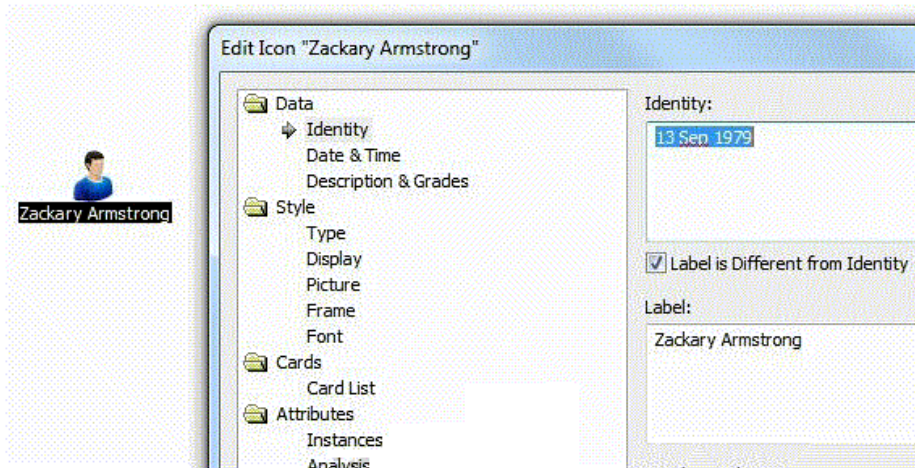 Edit Icon "Zackary Armstrong"
Data
Identity
Date & Time
Description & Grades
Style
Type
Display
Picture
Frame
Font
Cards
Card List
Attributes
Instances
Analysis
Identity:
13 Sep 1979
Label is Different from Identity
Label:
Zackary Armstrong
Zackary Armstrong